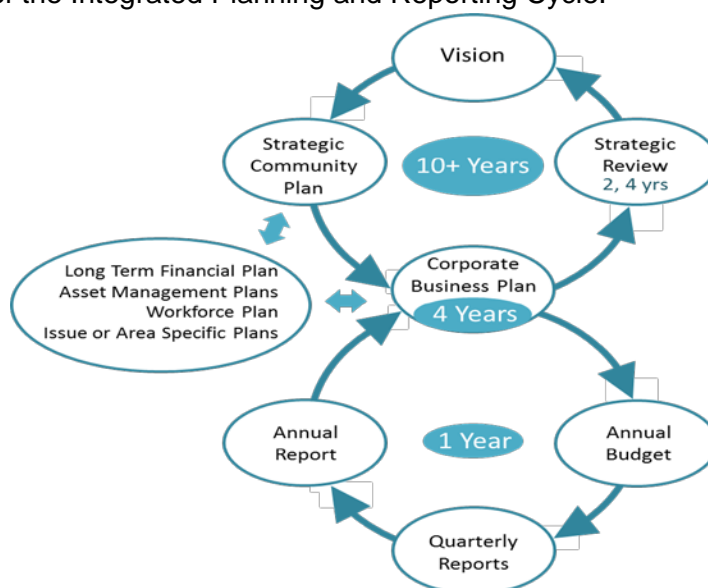 of the Integrated Planning and Reporting Cycle.
Vision
Strategic
Community
Plan
10+ Years
Strategic
Review
2, 4 yrs
Long Term Financial Plan
Asset Management Plans
Workforce Plan
Issue or Area Specific Plans
Corporate
Business Plan
4 Years
Annual
Report
1 Year
Annual
Budget
Quarterly
Reports